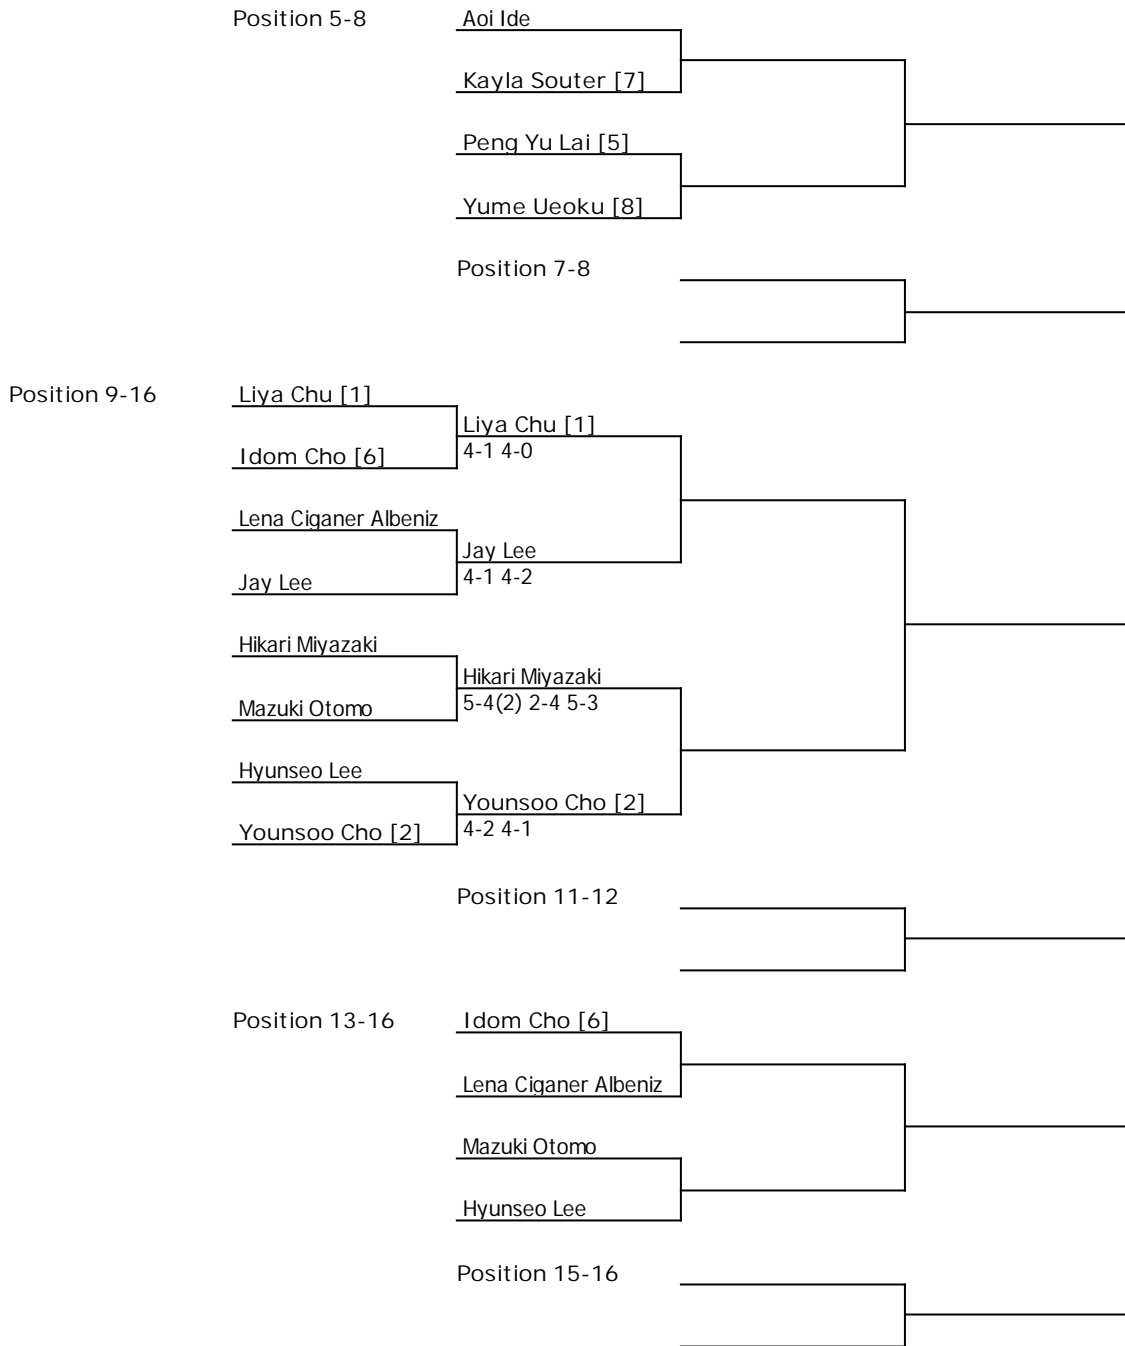 Position 5-8
Aoi Ide
Kayla Souter [7]
Peng Yu Lai [5]
Yume Ueoku [8]
Position 7-8
Position 9-16
Liya Chu [1]
Liya Chu [1]
4-1 4-0
Idom Cho [6]
Lena Ciganer Albeniz
Jay Lee
4-1 4-2
Jay Lee
Hikari Miyazaki
Hikari Miyazaki
5-4(2) 2-4 5-3
Mazuki Otomo
Hyunseo Lee
Younsoo Cho [2]
4-2 4-1
Younsoo Cho [2]
Position 11-12
Position 13-16
Idom Cho [6]
Lena Ciganer Albeniz
Mazuki Otomo
Hyunseo Lee
Position 15-16